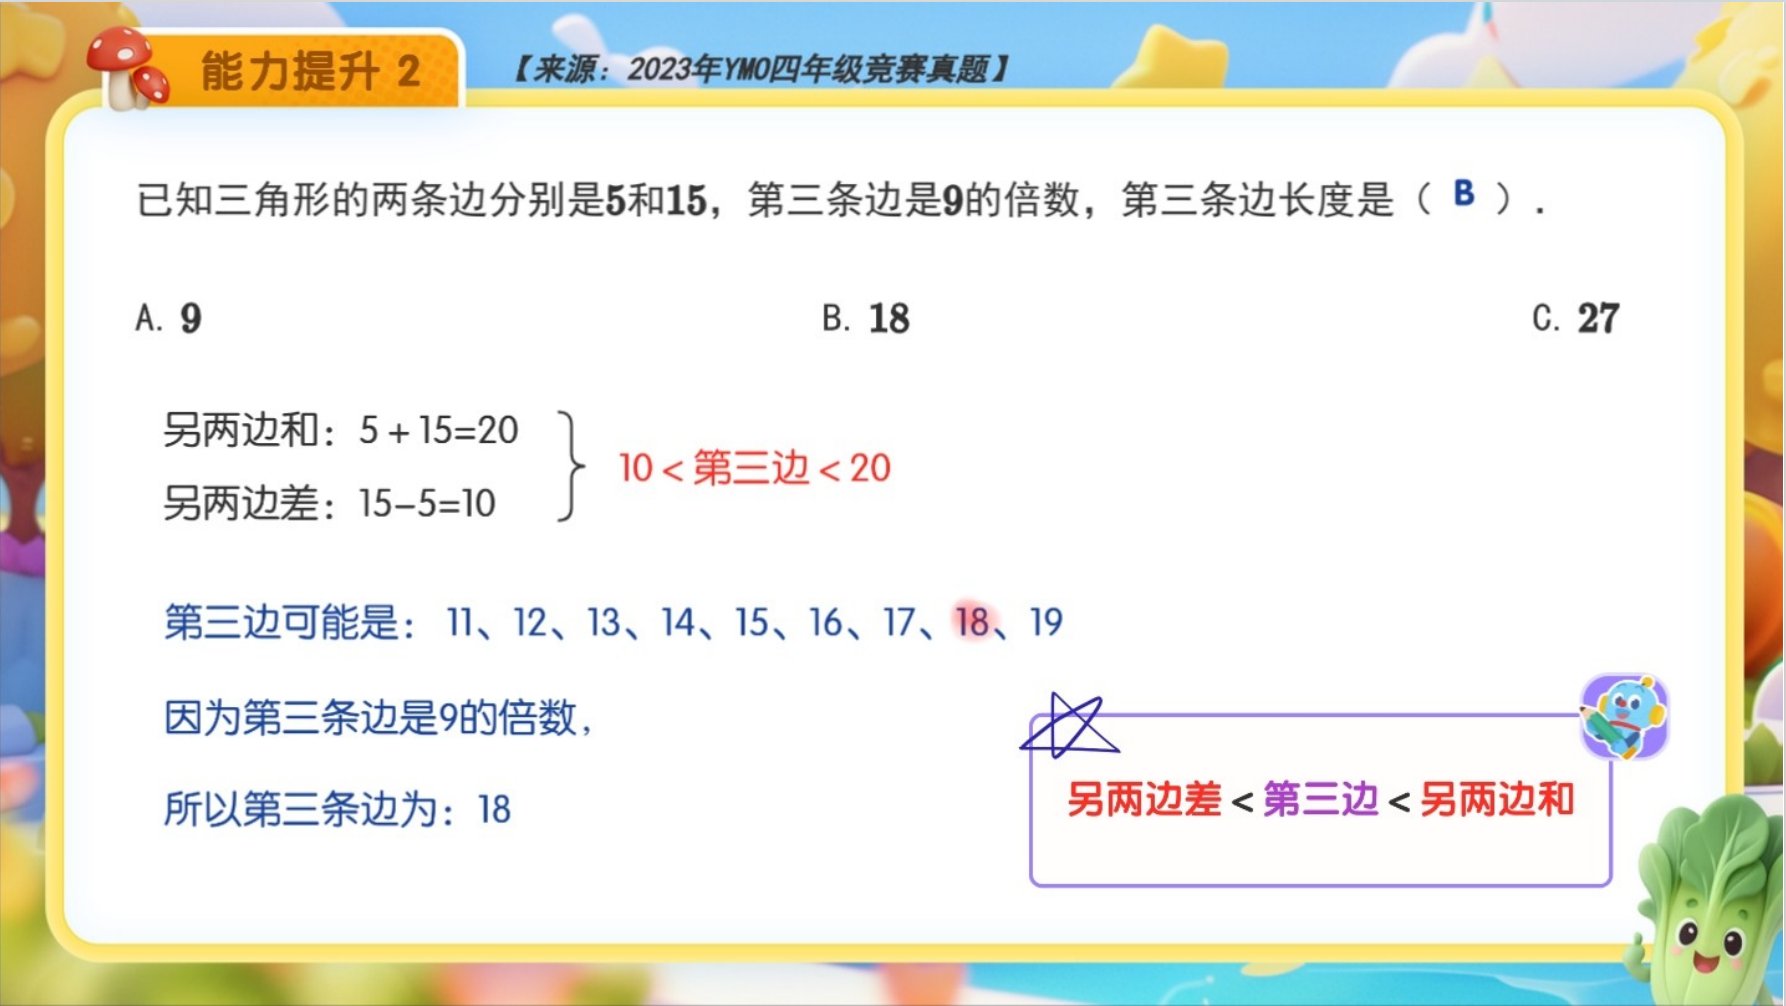 能力提升 2
【来源：2023年YMO四年级竞赛真题】
已知三角形的两条边分别是5和15，第三条边是9的倍数，第三条边长度是（ B ）．
A. 9
B. 18
C. 27
另两边和：5+15=20
另两边差：15-5=10
10<第三边<20
第三边可能是：11、12、13、14、15、16、17、18、19
因为第三条边是9的倍数，
所以第三条边为：18
另两边差<第三边<另两边和